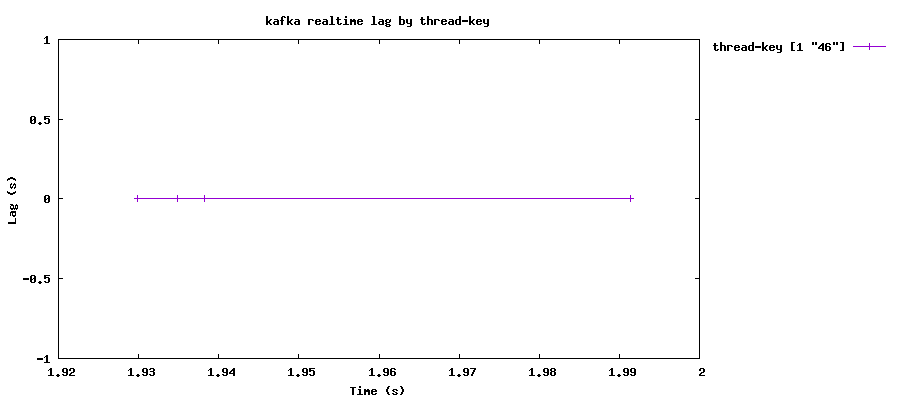 kafka realtime lag by thread-key
thread-key [1 "46"]
1
0.5
0
-0.5
-1
Lag (s)
1.92 1.93 1.94 1.95 1.96 1.97 1.98 1.99 2
Time (s)